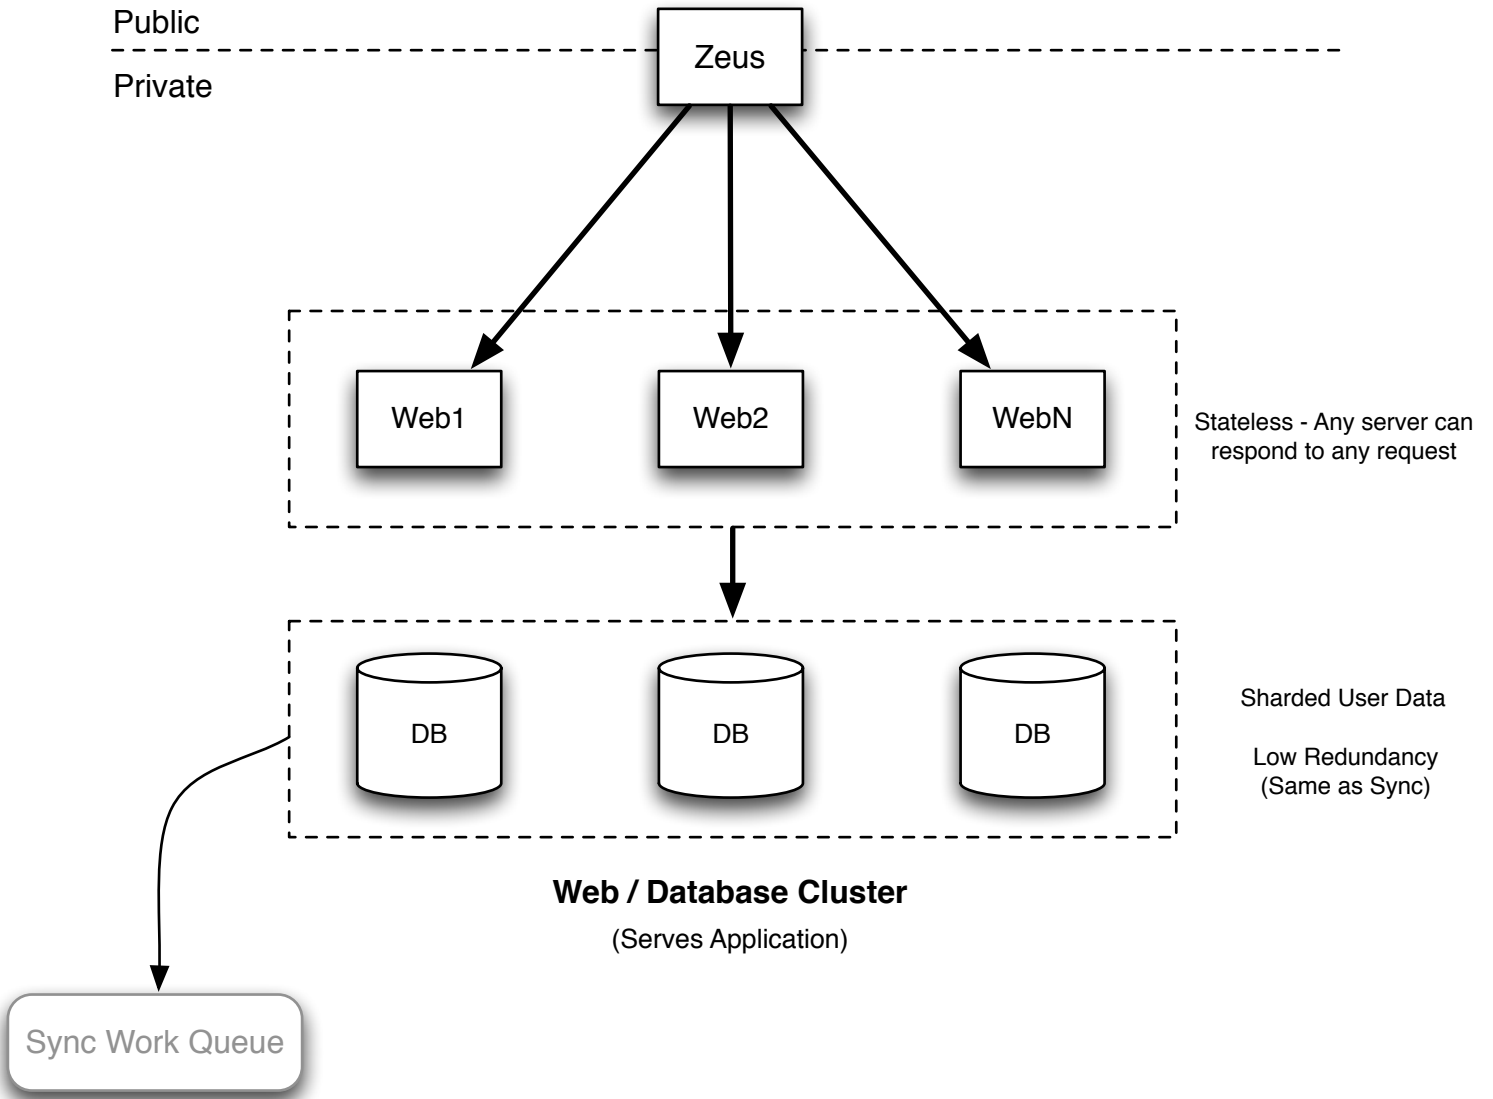 Public
Zeus
Private
Web1
Web2
WebN
Stateless - Any server can
respond to any request
DB
DB
DB
Sharded User Data
Low Redundancy
(Same as Sync)
Web / Database Cluster
(Serves Application)
Sync Work Queue